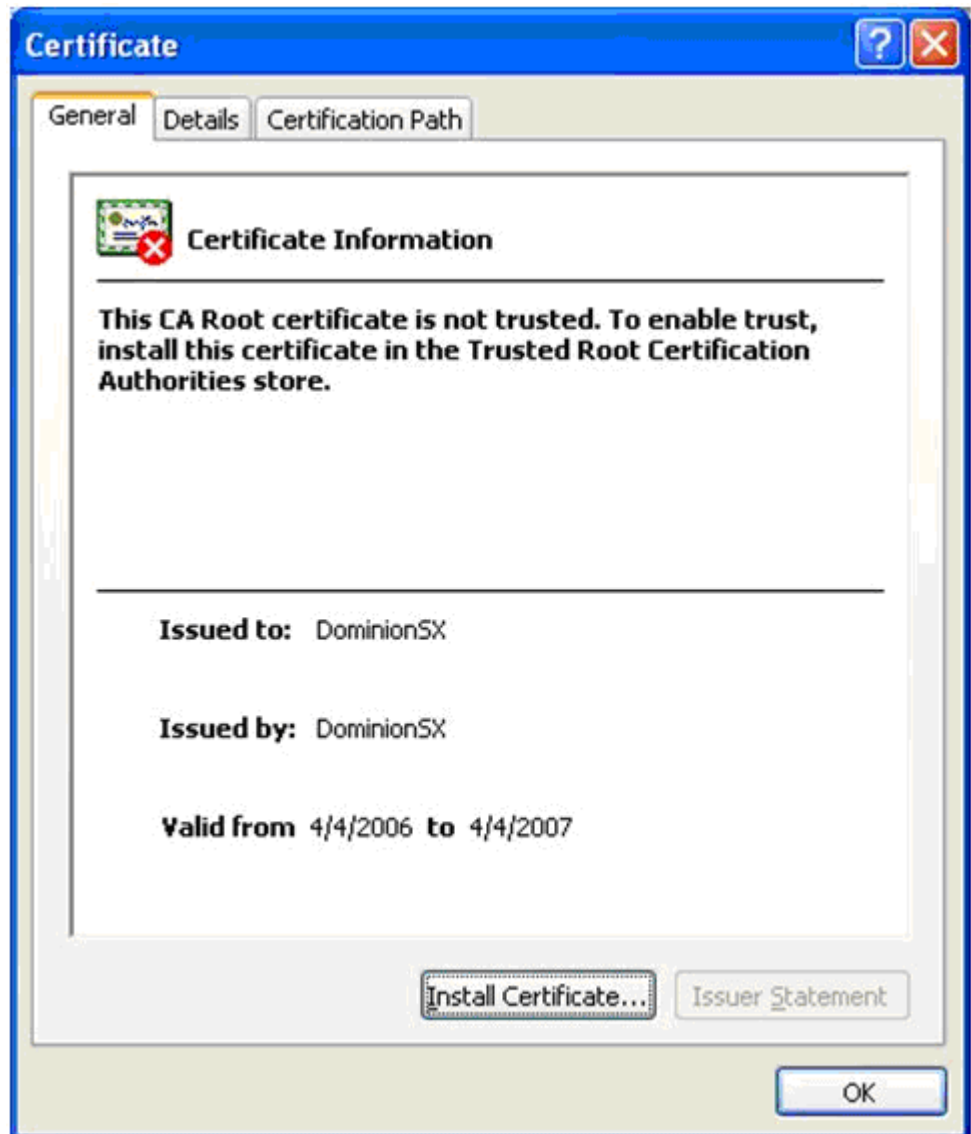 Certificate
General Details Certification Path
Certificate Information
This CA Root certificate is not trusted. To enable trust,
install this certificate in the Trusted Root Certification
Authorities store.
Issued to: DominionSX
Issued by: DominionSX
Valid from 4/4/2006 to 4/4/2007
Install Certificate... Issuer Statement
OK